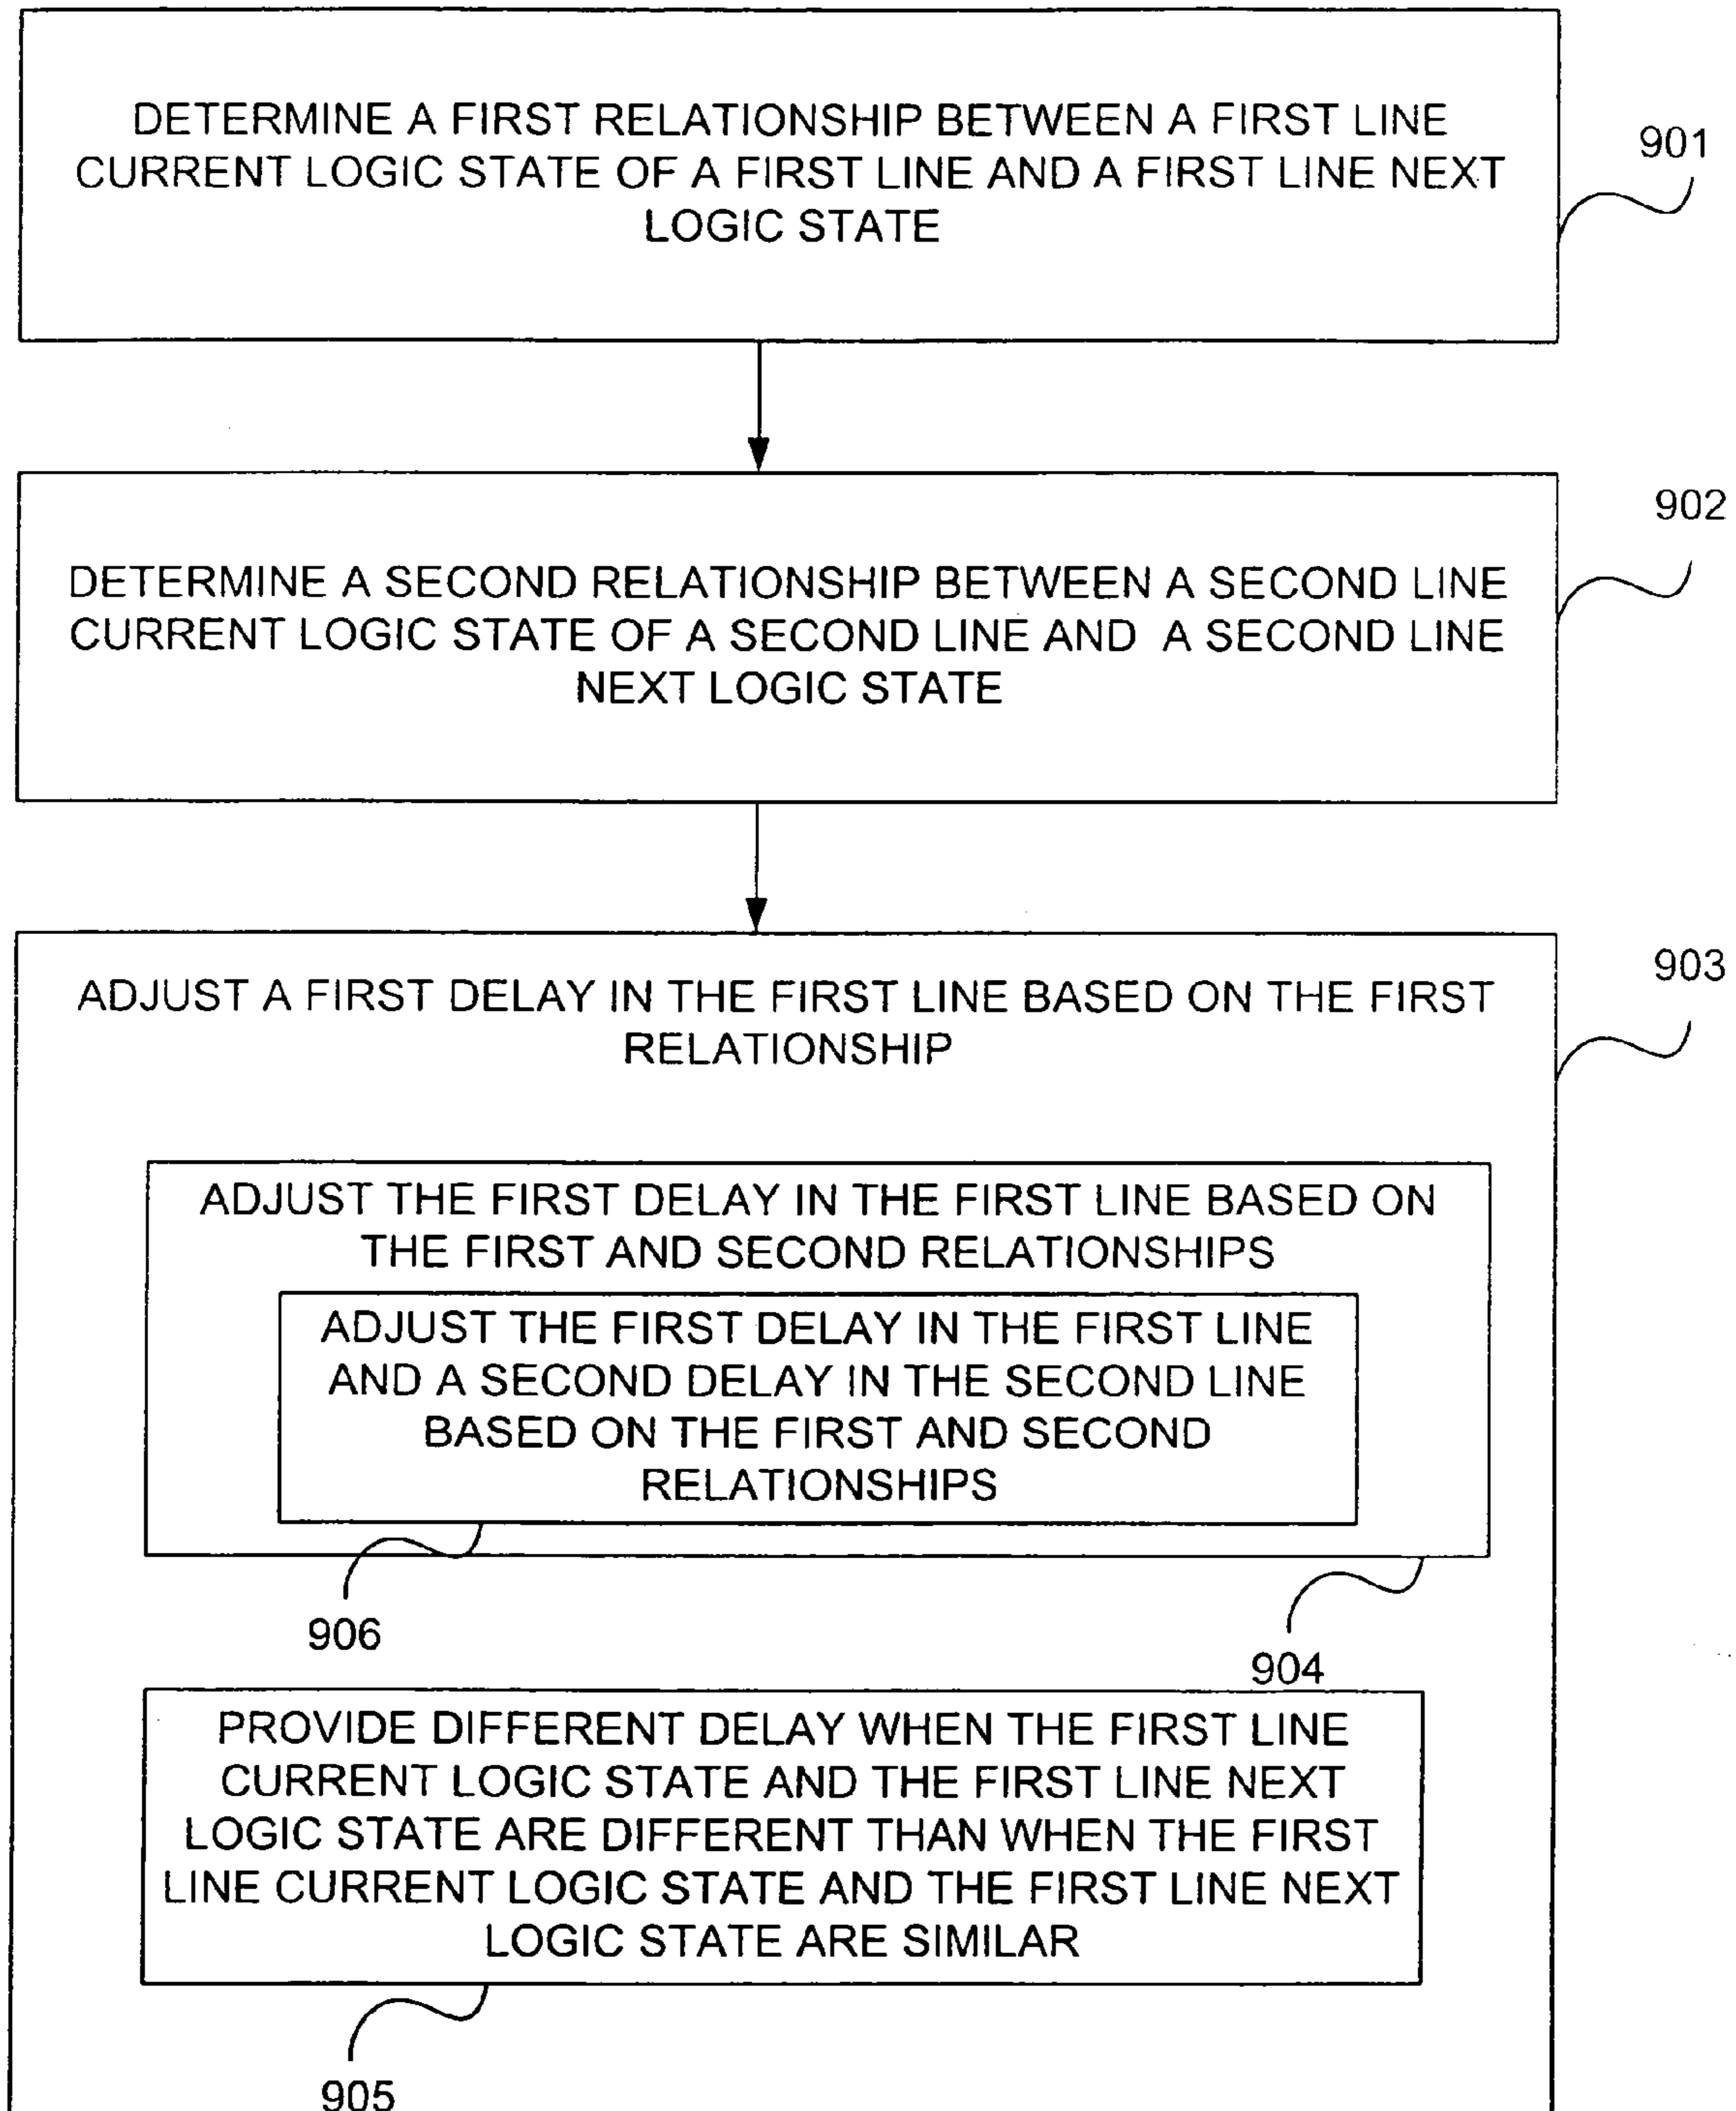 DETERMINE A FIRST RELATIONSHIP BETWEEN A FIRST LINE
CURRENT LOGIC STATE OF A FIRST LINE AND A FIRST LINE NEXT
LOGIC STATE
901
DETERMINE A SECOND RELATIONSHIP BETWEEN A SECOND LINE
CURRENT LOGIC STATE OF A SECOND LINE AND A SECOND LINE
NEXT LOGIC STATE
902
ADJUST A FIRST DELAY IN THE FIRST LINE BASED ON THE FIRST
RELATIONSHIP
903
ADJUST THE FIRST DELAY IN THE FIRST LINE BASED ON
THE FIRST AND SECOND RELATIONSHIPS
ADJUST THE FIRST DELAY IN THE FIRST LINE
AND A SECOND DELAY IN THE SECOND LINE
BASED ON THE FIRST AND SECOND
RELATIONSHIPS
906
904
PROVIDE DIFFERENT DELAY WHEN THE FIRST LINE
CURRENT LOGIC STATE AND THE FIRST LINE NEXT
LOGIC STATE ARE DIFFERENT THAN WHEN THE FIRST
LINE CURRENT LOGIC STATE AND THE FIRST LINE NEXT
LOGIC STATE ARE SIMILAR
905